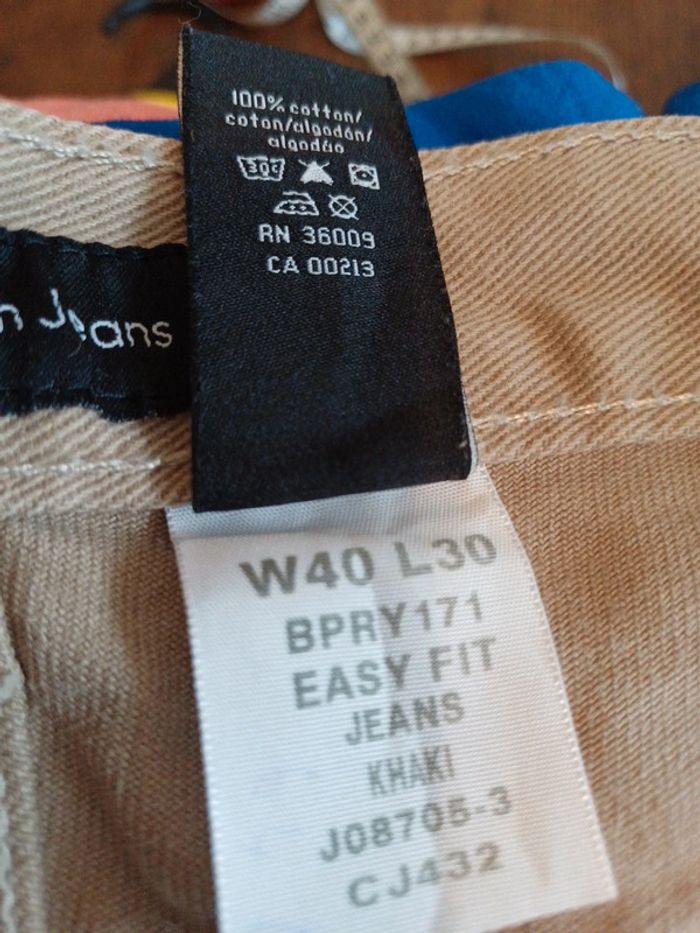 100% cotton/
coton/algodón/
algodão
30C
RN 36009
CA 00213
n Jeans
W40 L30
BPRY171
EASY FIT
JEANS
KHAKI
J08705-3
CJ432